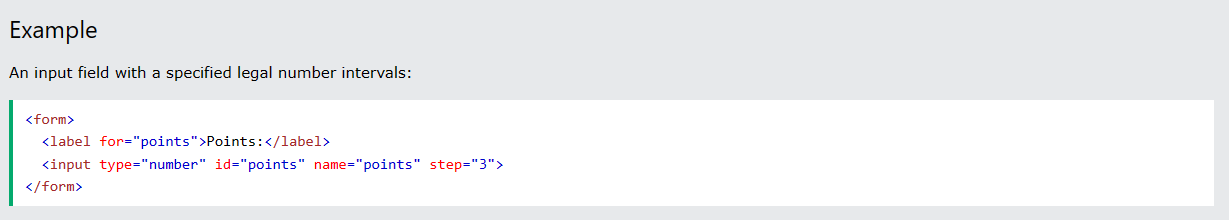 Example
An input field with a specified legal number intervals:
<form>
  <label for="points">Points:</label>
  <input type="number" id="points" name="points" step="3">
</form>